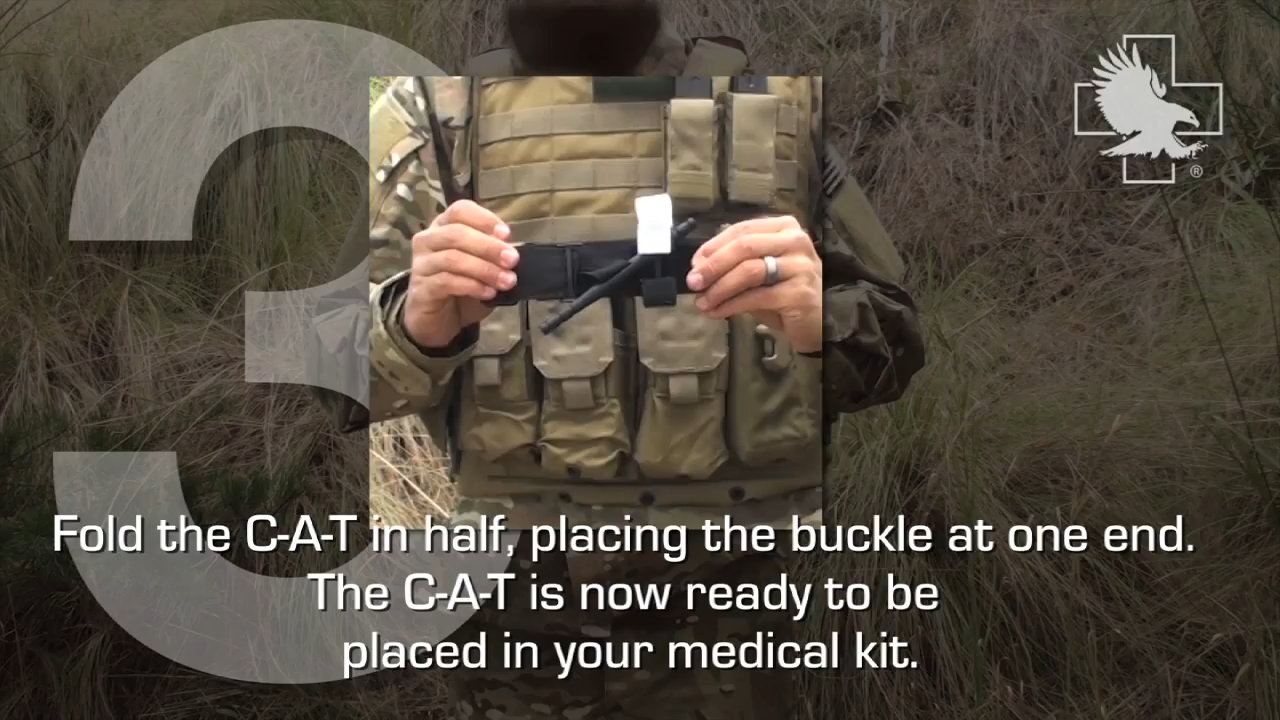 3
Fold the C-A-T in half, placing the buckle at one end.
The C-A-T is now ready to be
placed in your medical kit.
®